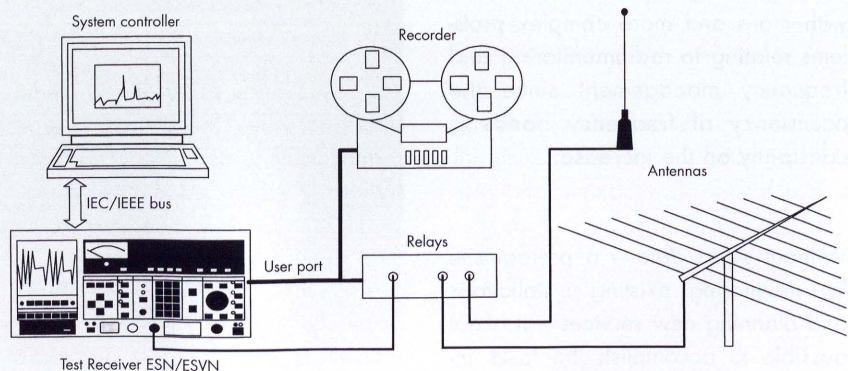 System controller
Recorder
Antennas
IEC/IEEE bus
Relays
User port
Test Receiver ESN/ESVN